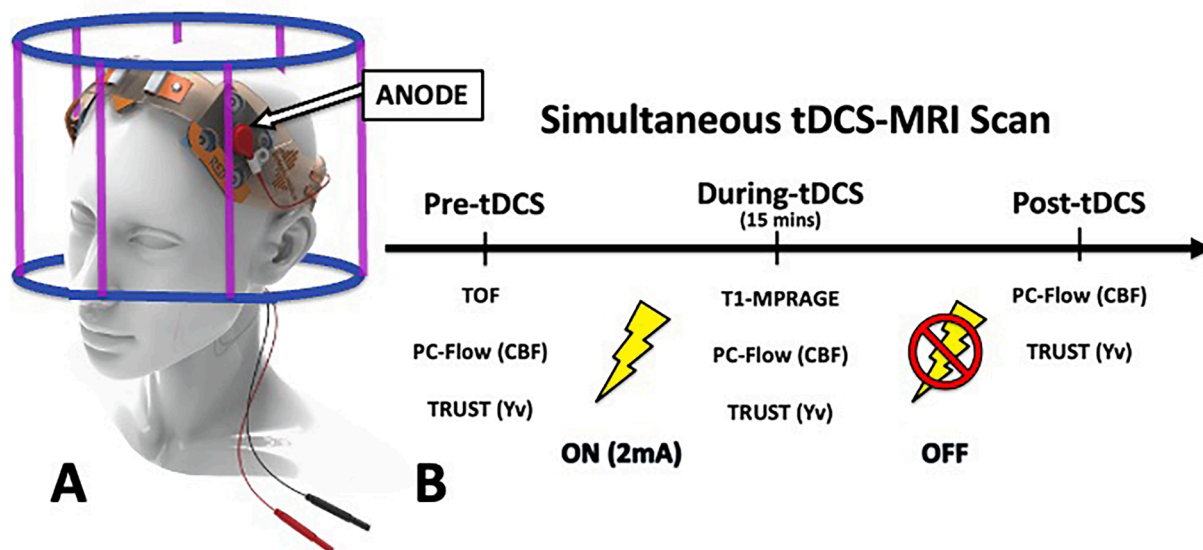 ANODE
Simultaneous tDCS-MRI Scan
Pre-tDCS
During-tDCS
(15 mins)
Post-tDCS
TOF
PC-Flow (CBF)
TRUST (Yv)
ON (2mA)
T1-MPRAGE
PC-Flow (CBF)
TRUST (Yv)
OFF
PC-Flow (CBF)
TRUST (Yv)
A
B